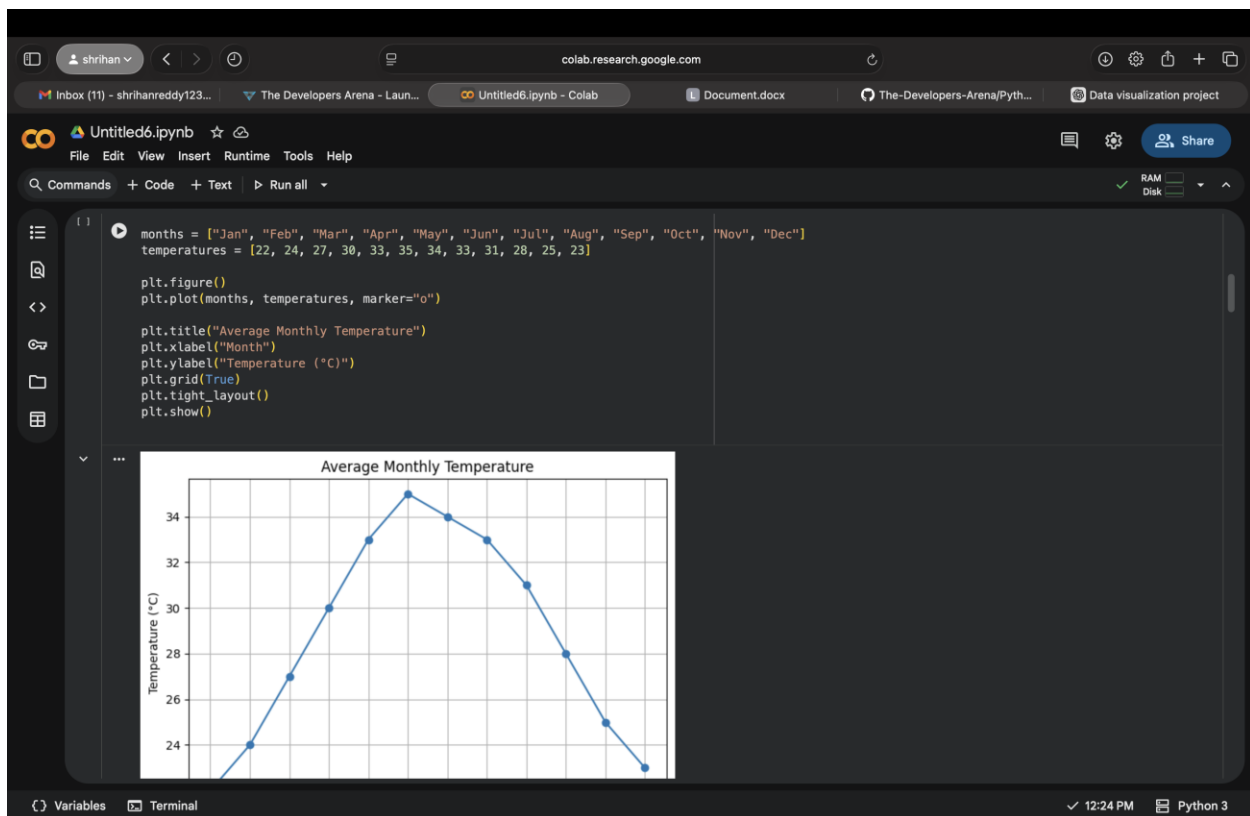 shrihan
colab.research.google.com
Inbox (11) - shrihanreddy123...
The Developers Arena - Laun...
Untitled6.ipynb - Colab
L Document.docx
The-Developers-Arena/Pyth...
Data visualization project
CO Untitled6.ipynb
File Edit View Insert Runtime Tools Help
Share
Commands + Code + Text Run all
RAM
Disk
[ ]
months = ["Jan", "Feb", "Mar", "Apr", "May", "Jun", "Jul", "Aug", "Sep", "Oct", "Nov", "Dec"]
temperatures = [22, 24, 27, 30, 33, 35, 34, 33, 31, 28, 25, 23]
plt.figure()
plt.plot(months, temperatures, marker="o")
plt.title("Average Monthly Temperature")
plt.xlabel("Month")
plt.ylabel("Temperature (°C)")
plt.grid(True)
plt.tight_layout()
plt.show()
Average Monthly Temperature
34
32
30
28
26
24
Temperature (°C)
{} Variables Terminal
12:24 PM Python 3